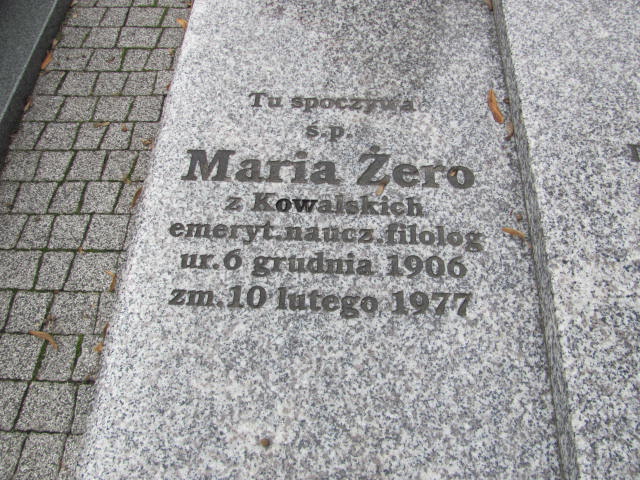 Tu spoczywa
ś.p.
Maria Żero
z Kowalskich
emeryt.naucz.filolog
ur.6 grudnia 1906
zm.10 lutego 1977